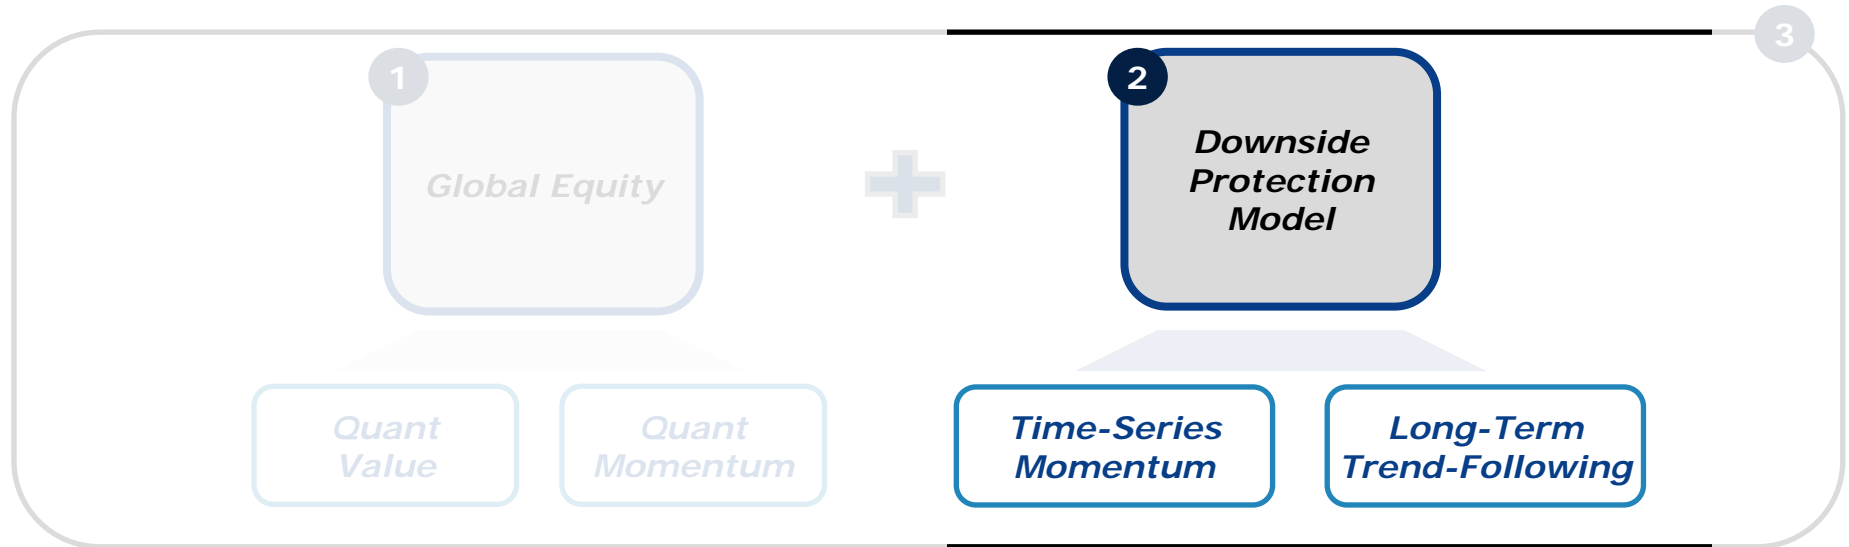 3
1
Global Equity
2
Downside
Protection
Model
Quant
Value
Quant
Momentum
Time-Series
Momentum
Long-Term
Trend-Following